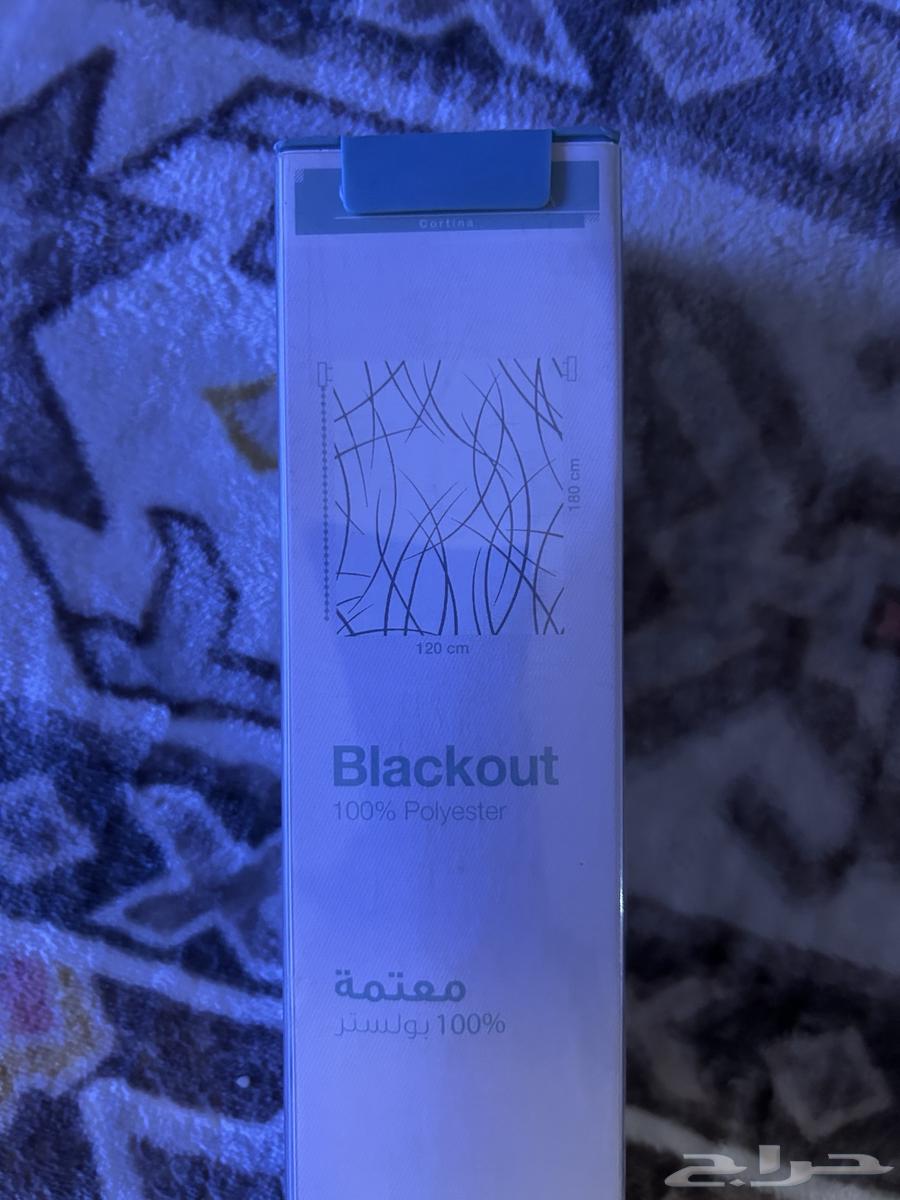 Cortina
180 cm
120 cm
Blackout
100% Polyester
معتمة
100% بولستر
حراج